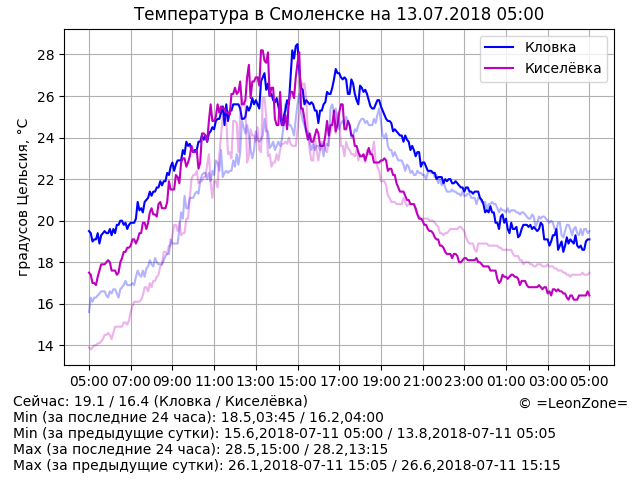 Температура в Смоленске на 13.07.2018 05:00
градусов Цельсия, °C
28
26
24
22
20
18
16
14
Кловка
Киселёвка
05:00 07:00 09:00 11:00 13:00 15:00 17:00 19:00 21:00 23:00 01:00 03:00 05:00
Сейчас: 19.1 / 16.4 (Кловка / Киселёвка)
© =LeonZone=
Min (за последние 24 часа): 18.5,03:45 / 16.2,04:00
Min (за предыдущие сутки): 15.6,2018-07-11 05:00 / 13.8,2018-07-11 05:05
Max (за последние 24 часа): 28.5,15:00 / 28.2,13:15
Max (за предыдущие сутки): 26.1,2018-07-11 15:05 / 26.6,2018-07-11 15:15